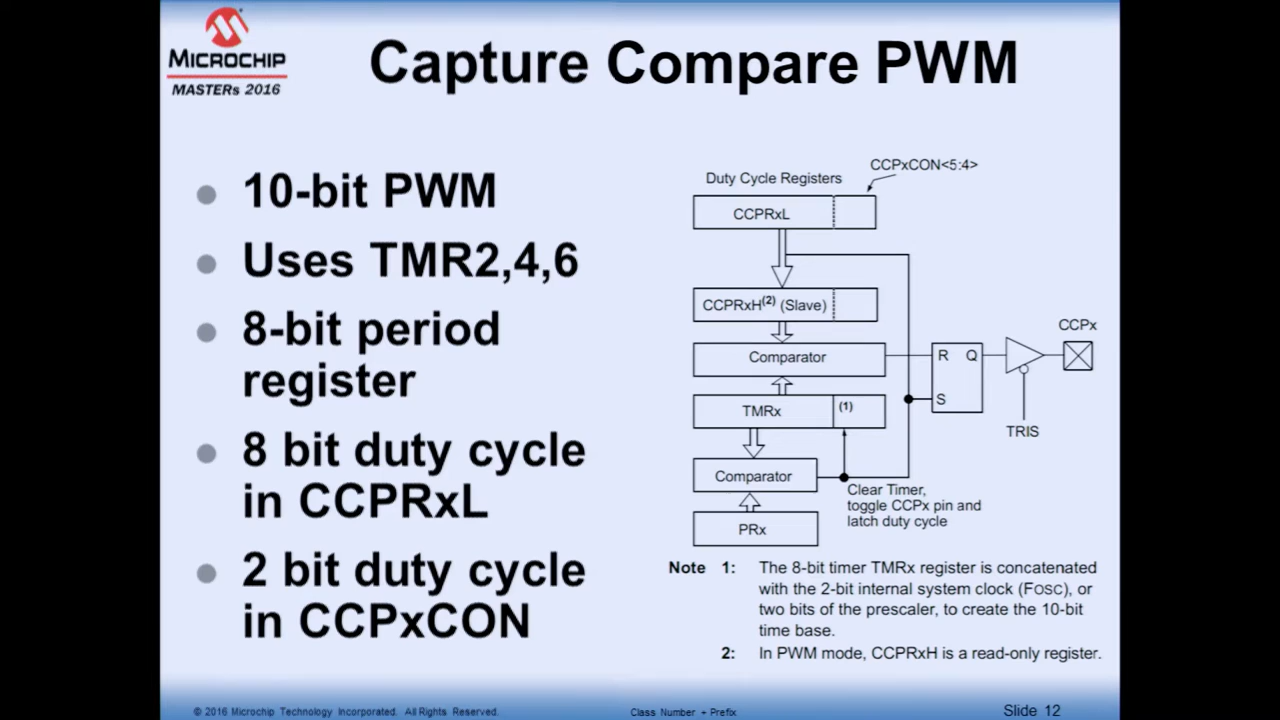 MICROCHIP
MASTERs 2016
Capture Compare PWM
10-bit PWM
Uses TMR2,4,6
8-bit period
register
8 bit duty cycle
in CCPRxL
2 bit duty cycle
in CCPxCON
CCPxCON<5:4>
Duty Cycle Registers
CCPRxL
CCPRxH(2) (Slave)
Comparator
TMRx
(1)
Comparator
PRx
R Q
S
CCPx
TRIS
Clear Timer,
toggle CCPx pin and
latch duty cycle
Note 1: The 8-bit timer TMRx register is concatenated
with the 2-bit internal system clock (FOSC), or
two bits of the prescaler, to create the 10-bit
time base.
2: In PWM mode, CCPRxH is a read-only register.
© 2016 Microchip Technology Incorporated. All Rights Reserved.
Class Number + Prefix
Slide 12